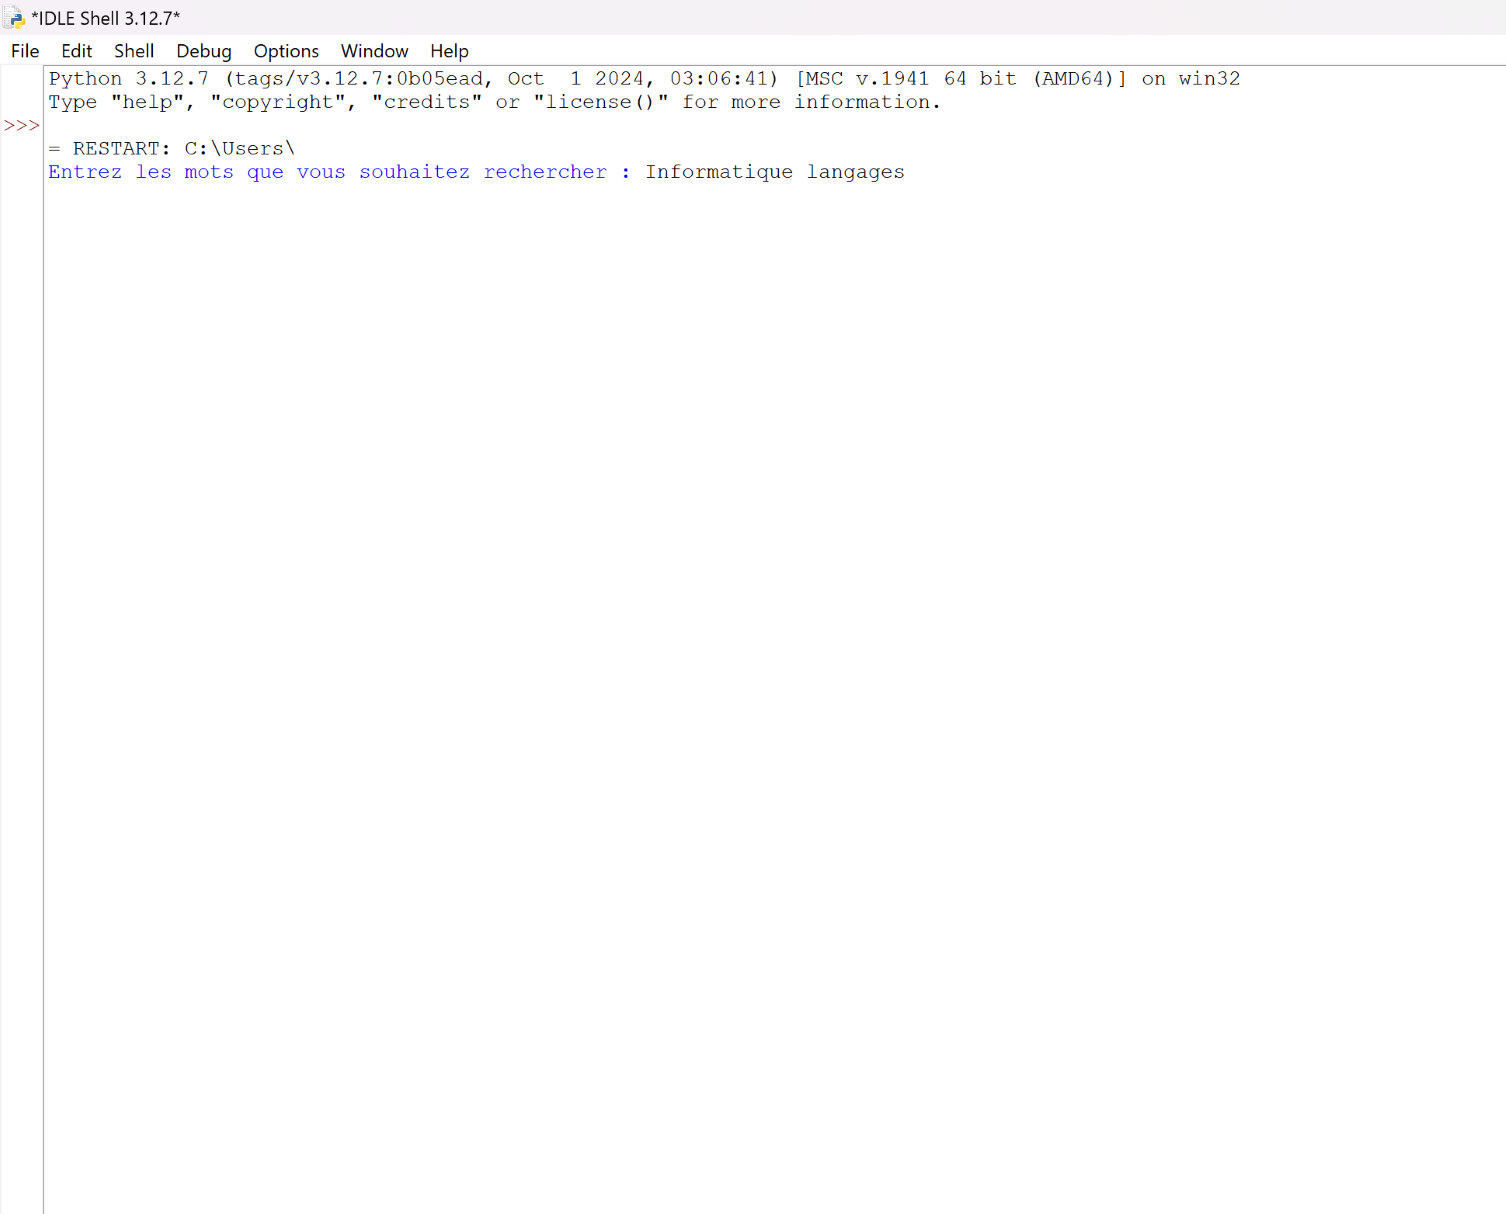 *IDLE Shell 3.12.7*
File Edit Shell Debug Options Window Help
Python 3.12.7 (tags/v3.12.7:0b05ead, Oct  1 2024, 03:06:41) [MSC v.1941 64 bit (AMD64)] on win32
Type "help", "copyright", "credits" or "license()" for more information.
>>>
= RESTART: C:\Users\
Entrez les mots que vous souhaitez rechercher : Informatique langages